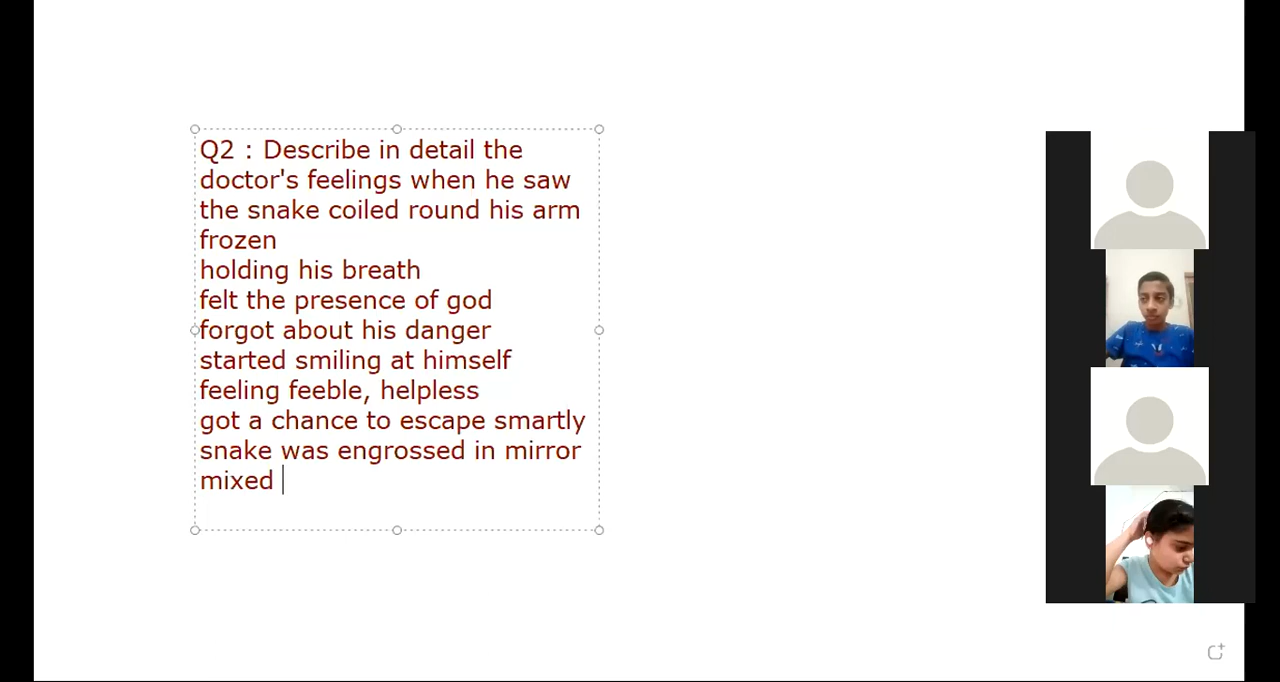 Q2 : Describe in detail the
doctor's feelings when he saw
the snake coiled round his arm
frozen
holding his breath
felt the presence of god
forgot about his danger
started smiling at himself
feeling feeble, helpless
got a chance to escape smartly
snake was engrossed in mirror
mixed